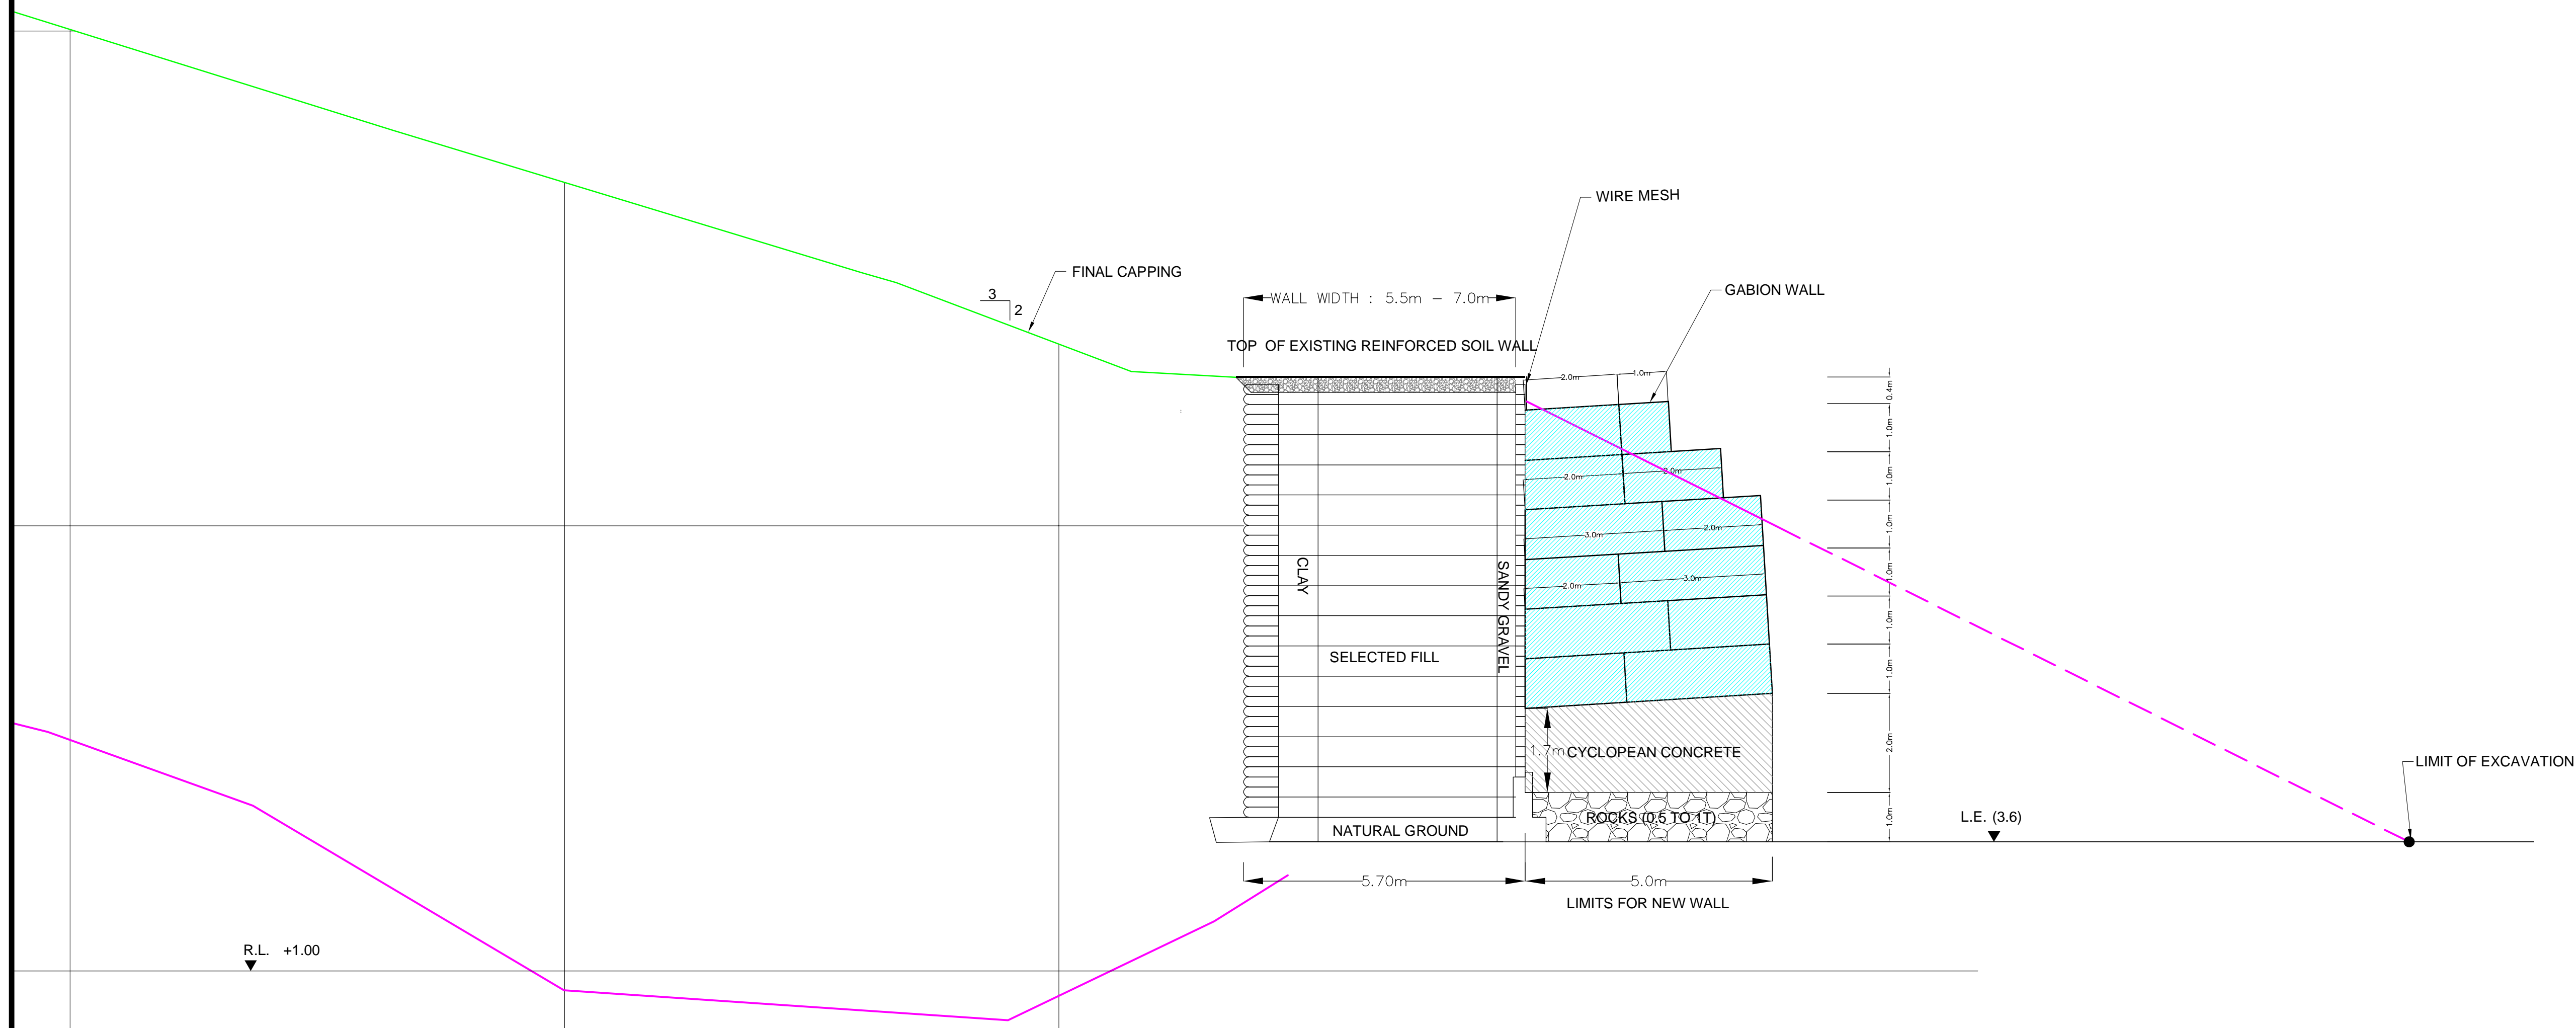 WIRE MESH
FINAL CAPPING
3
2
WALL WIDTH : 5.5m - 7.0m
GABION WALL
TOP OF EXISTING REINFORCED SOIL WALL
2.0m
1.0m
0.4m
1.0m
2.0m
2.0m
1.0m
3.0m
2.0m
1.0m
CLAY
SANDY GRAVEL
2.0m
3.0m
1.0m
1.0m
SELECTED FILL
1.0m
1.7m
CYCLOPEAN CONCRETE
2.0m
LIMIT OF EXCAVATION
ROCKS (0.5 TO 1T)
1.0m
L.E. (3.6)
NATURAL GROUND
5.70m
5.0m
LIMITS FOR NEW WALL
R.L. +1.00